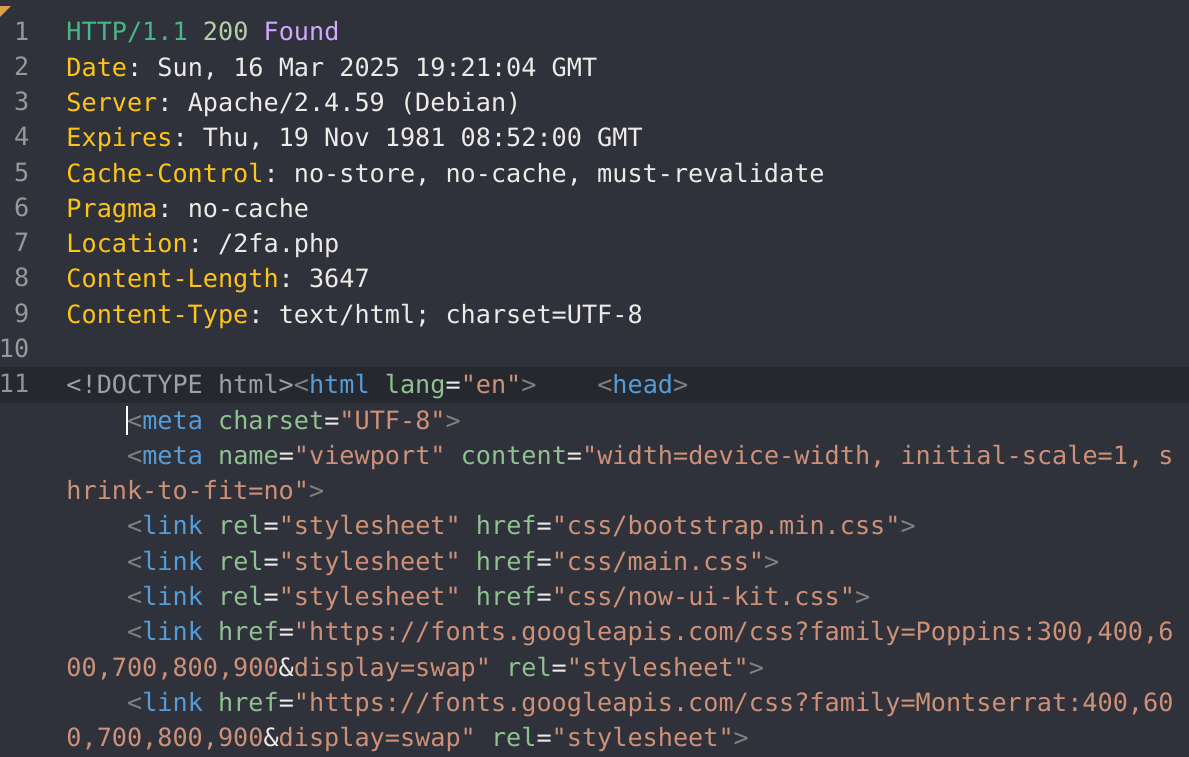 1 HTTP/1.1 200 Found
2 Date: Sun, 16 Mar 2025 19:21:04 GMT
3 Server: Apache/2.4.59 (Debian)
4 Expires: Thu, 19 Nov 1981 08:52:00 GMT
5 Cache-Control: no-store, no-cache, must-revalidate
6 Pragma: no-cache
7 Location: /2fa.php
8 Content-Length: 3647
9 Content-Type: text/html; charset=UTF-8
10
11 <!DOCTYPE html><html lang="en">    <head>
    <meta charset="UTF-8">
    <meta name="viewport" content="width=device-width, initial-scale=1, s
hrink-to-fit=no">
    <link rel="stylesheet" href="css/bootstrap.min.css">
    <link rel="stylesheet" href="css/main.css">
    <link rel="stylesheet" href="css/now-ui-kit.css">
    <link href="https://fonts.googleapis.com/css?family=Poppins:300,400,6
00,700,800,900&display=swap" rel="stylesheet">
    <link href="https://fonts.googleapis.com/css?family=Montserrat:400,60
0,700,800,900&display=swap" rel="stylesheet">